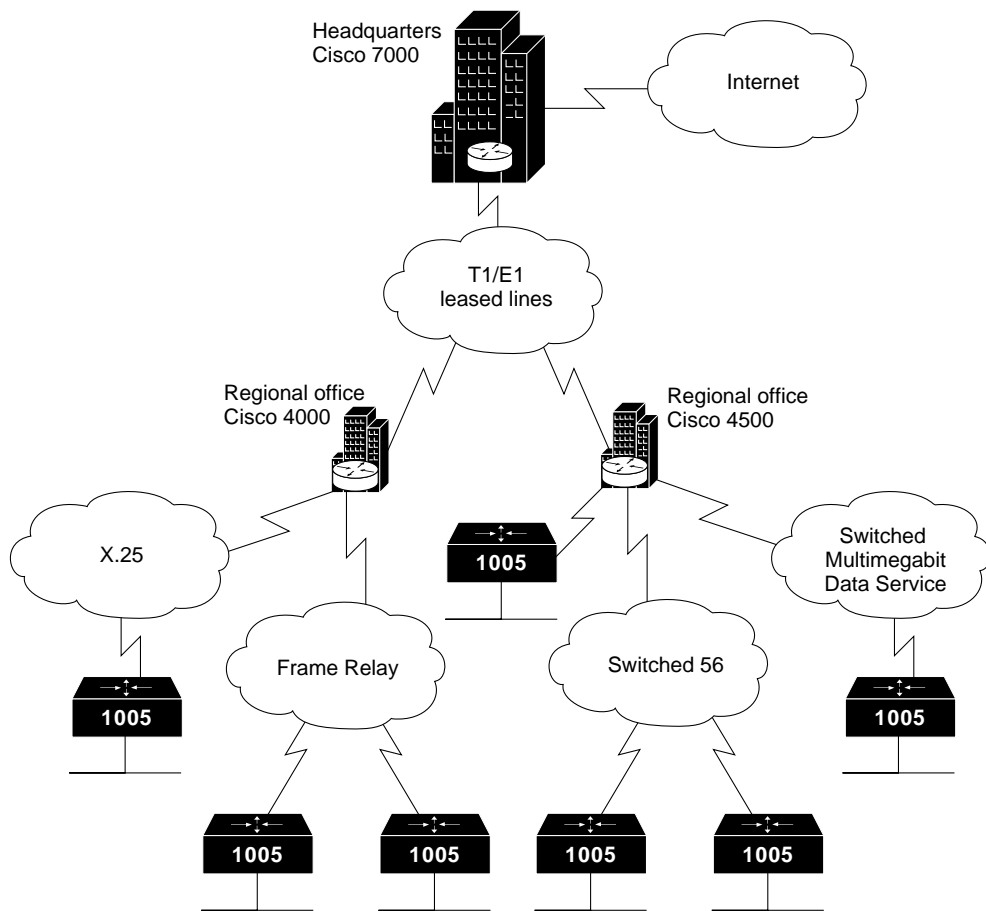 Headquarters
Cisco 7000
Internet
T1/E1
leased lines
Regional office
Cisco 4000
Regional office
Cisco 4500
X.25
1005
Switched
Multimegabit
Data Service
Frame Relay
Switched 56
1005
1005
1005
1005
1005
1005